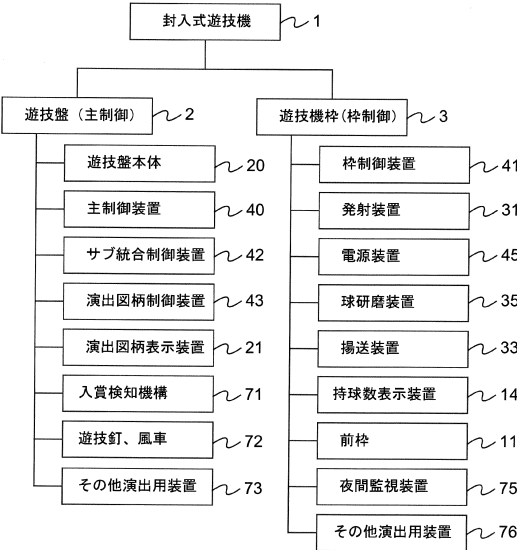 封入式遊技機 1
遊技盤（主制御） 2
遊技機枠（枠制御） 3
遊技盤本体 20
主制御装置 40
サブ統合制御装置 42
演出図柄制御装置 43
演出図柄表示装置 21
入賞検知機構 71
遊技釘、風車 72
その他演出用装置 73
枠制御装置 41
発射装置 31
電源装置 45
球研磨装置 35
揚送装置 33
持球数表示装置 14
前枠 11
夜間監視装置 75
その他演出用装置 76